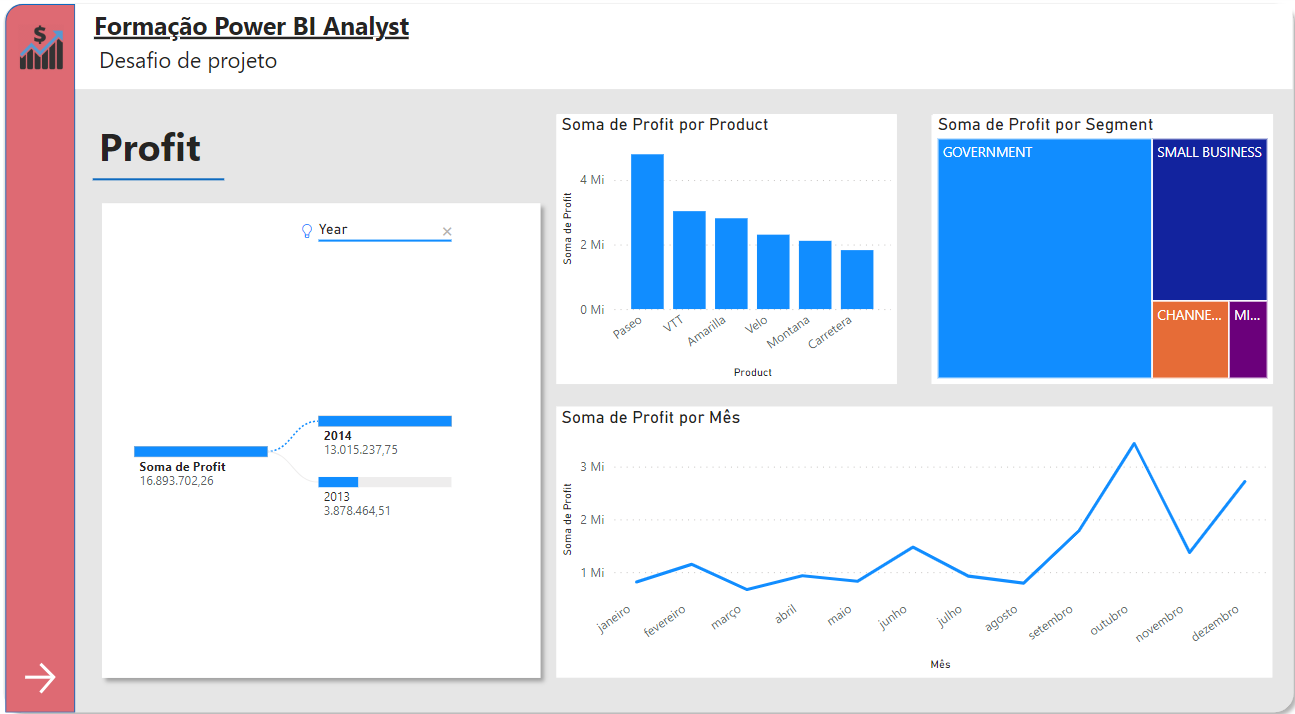 $
Formação Power BI Analyst
Desafio de projeto
Profit
Year
Soma de Profit
16.893.702,26
2014
13.015.237,75
2013
3.878.464,51
Soma de Profit por Product
Soma de Profit
4 Mi
2 Mi
0 Mi
Paseo
VTT
Amarilla
Velo
Montana
Carretera
Product
Soma de Profit por Segment
GOVERNMENT
SMALL BUSINESS
CHANNE...
MI...
Soma de Profit por Mês
Soma de Profit
3 Mi
2 Mi
1 Mi
janeiro
fevereiro
março
abril
maio
junho
julho
agosto
setembro
outubro
novembro
dezembro
Mês